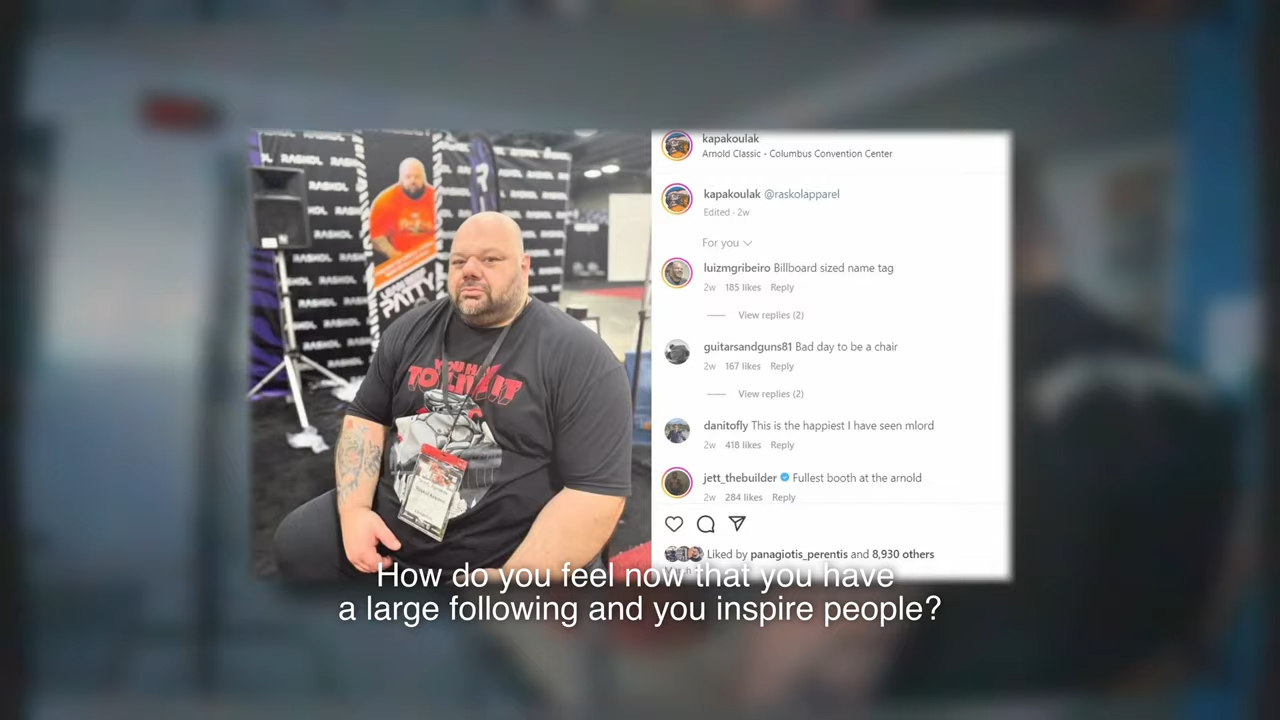 RASKOL
RASKOL
RASKOL
RASKOL
RASKOL
RASKOL
PATTY
TO
IT
kapakoulak
Arnold Classic - Columbus Convention Center
kapakoulak @raskolapparel
Edited · 2w
For you
luizmgribeiro Billboard sized name tag
2w 185 likes Reply
View replies (2)
guitarsandguns81 Bad day to be a chair
2w 167 likes Reply
View replies (2)
danitofly This is the happiest I have seen mlord
2w 418 likes Reply
jett_thebuilder Fullest booth at the arnold
2w 284 likes Reply
Liked by panagiotis_perentis and 8,930 others
How do you feel now that you have
a large following and you inspire people?